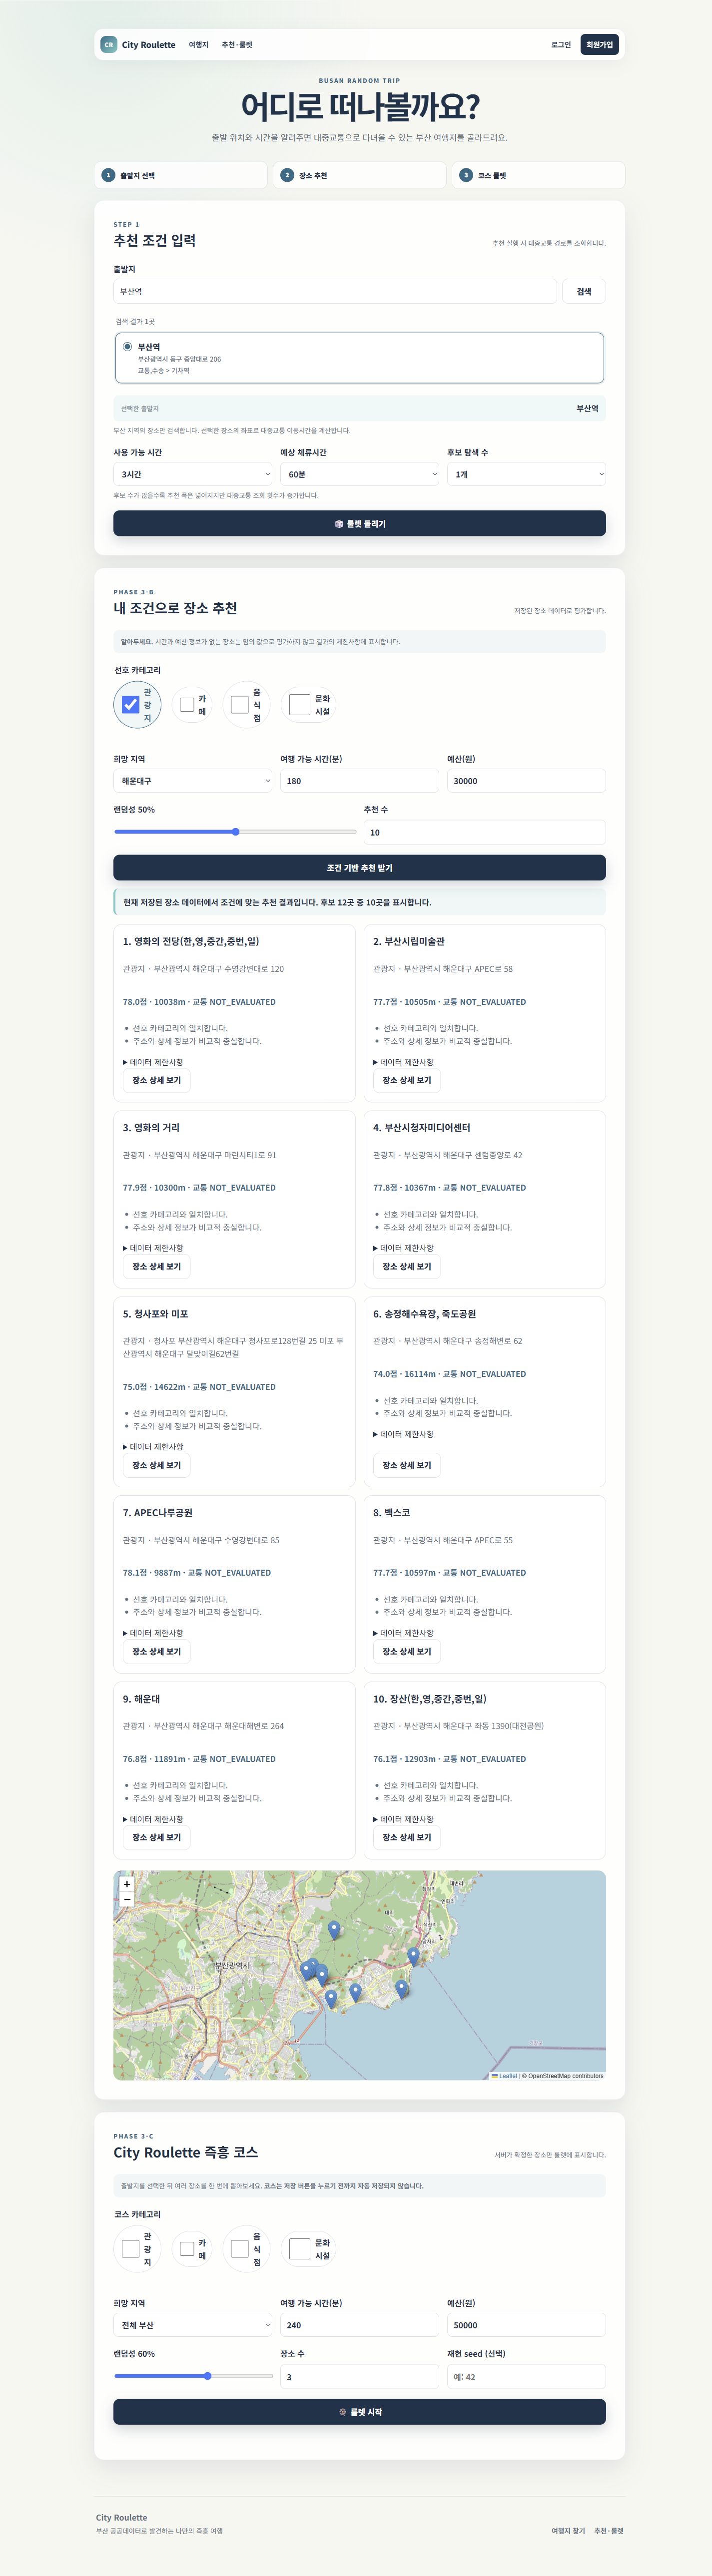 CR City Roulette 여행지 추천·룰렛 로그인 회원가입
BUSAN RANDOM TRIP
어디로 떠나볼까요?
출발 위치와 시간을 알려주면 대중교통으로 다녀올 수 있는 부산 여행지를 골라드려요.
1 출발지 선택 2 장소 추천 3 코스 룰렛
STEP 1
추천 조건 입력 추천 실행 시 대중교통 경로를 조회합니다.
출발지
부산역 검색
검색 결과 1곳
부산역
부산광역시 동구 중앙대로 206
교통,수송 > 기차역
선택한 출발지 부산역
부산 지역의 장소만 검색합니다. 선택한 장소의 좌표로 대중교통 이동시간을 계산합니다.
사용 가능 시간 예상 체류시간 후보 탐색 수
3시간 60분 1개
후보 수가 많을수록 추천 폭은 넓어지지만 대중교통 조회 횟수가 증가합니다.
룰렛 돌리기
PHASE 3-B
내 조건으로 장소 추천 저장된 장소 데이터로 평가합니다.
알아두세요. 시간과 예산 정보가 없는 장소는 임의 값으로 평가하지 않고 결과의 제한사항에 표시합니다.
선호 카테고리
관
광
지
카
페
음
식
점
문화
시설
희망 지역 여행 가능 시간(분) 예산(원)
해운대구 180 30000
랜덤성 50% 추천 수
10
조건 기반 추천 받기
현재 저장된 장소 데이터에서 조건에 맞는 추천 결과입니다. 후보 12곳 중 10곳을 표시합니다.
1. 영화의 전당(한,영,중간,중번,일)
관광지 · 부산광역시 해운대구 수영강변대로 120
78.0점 · 10038m · 교통 NOT_EVALUATED
선호 카테고리와 일치합니다.
주소와 상세 정보가 비교적 충실합니다.
데이터 제한사항
장소 상세 보기
2. 부산시립미술관
관광지 · 부산광역시 해운대구 APEC로 58
77.7점 · 10505m · 교통 NOT_EVALUATED
선호 카테고리와 일치합니다.
주소와 상세 정보가 비교적 충실합니다.
데이터 제한사항
장소 상세 보기
3. 영화의 거리
관광지 · 부산광역시 해운대구 마린시티1로 91
77.9점 · 10300m · 교통 NOT_EVALUATED
선호 카테고리와 일치합니다.
주소와 상세 정보가 비교적 충실합니다.
데이터 제한사항
장소 상세 보기
4. 부산시청자미디어센터
관광지 · 부산광역시 해운대구 센텀중앙로 42
77.8점 · 10367m · 교통 NOT_EVALUATED
선호 카테고리와 일치합니다.
주소와 상세 정보가 비교적 충실합니다.
데이터 제한사항
장소 상세 보기
5. 청사포와 미포
관광지 · 청사포 부산광역시 해운대구 청사포로128번길 25 미포 부
산광역시 해운대구 달맞이길62번길
75.0점 · 14622m · 교통 NOT_EVALUATED
선호 카테고리와 일치합니다.
주소와 상세 정보가 비교적 충실합니다.
데이터 제한사항
장소 상세 보기
6. 송정해수욕장, 죽도공원
관광지 · 부산광역시 해운대구 송정해변로 62
74.0점 · 16114m · 교통 NOT_EVALUATED
선호 카테고리와 일치합니다.
주소와 상세 정보가 비교적 충실합니다.
데이터 제한사항
장소 상세 보기
7. APEC나루공원
관광지 · 부산광역시 해운대구 수영강변대로 85
78.1점 · 9887m · 교통 NOT_EVALUATED
선호 카테고리와 일치합니다.
주소와 상세 정보가 비교적 충실합니다.
데이터 제한사항
장소 상세 보기
8. 벡스코
관광지 · 부산광역시 해운대구 APEC로 55
77.7점 · 10597m · 교통 NOT_EVALUATED
선호 카테고리와 일치합니다.
주소와 상세 정보가 비교적 충실합니다.
데이터 제한사항
장소 상세 보기
9. 해운대
관광지 · 부산광역시 해운대구 해운대해변로 264
76.8점 · 11891m · 교통 NOT_EVALUATED
선호 카테고리와 일치합니다.
주소와 상세 정보가 비교적 충실합니다.
데이터 제한사항
장소 상세 보기
10. 장산(한,영,중간,중번,일)
관광지 · 부산광역시 해운대구 좌동 1390(대천공원)
76.1점 · 12903m · 교통 NOT_EVALUATED
선호 카테고리와 일치합니다.
주소와 상세 정보가 비교적 충실합니다.
데이터 제한사항
장소 상세 보기
+
−
부산광역시
Leaflet | © OpenStreetMap contributors
PHASE 3-C
City Roulette 즉흥 코스 서버가 확정한 장소만 룰렛에 표시합니다.
출발지를 선택한 뒤 여러 장소를 한 번에 뽑아보세요. 코스는 저장 버튼을 누르기 전까지 자동 저장되지 않습니다.
코스 카테고리
관
광
지
카
페
음
식
점
문화
시설
희망 지역 여행 가능 시간(분) 예산(원)
전체 부산 240 50000
랜덤성 60% 장소 수 재현 seed (선택)
3 예: 42
룰렛 시작
City Roulette
부산 공공데이터로 발견하는 나만의 즉흥 여행 여행지 찾기 추천·룰렛